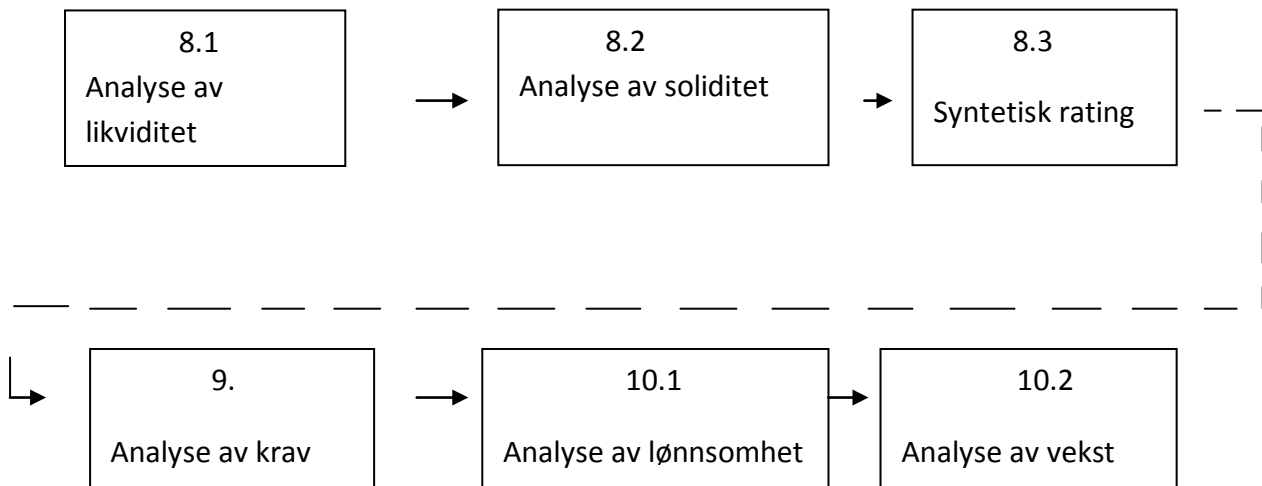 8.1
Analyse av
likviditet
8.2
Analyse av soliditet
8.3
Syntetisk rating
9.
Analyse av krav
10.1
Analyse av lønnsomhet
10.2
Analyse av vekst